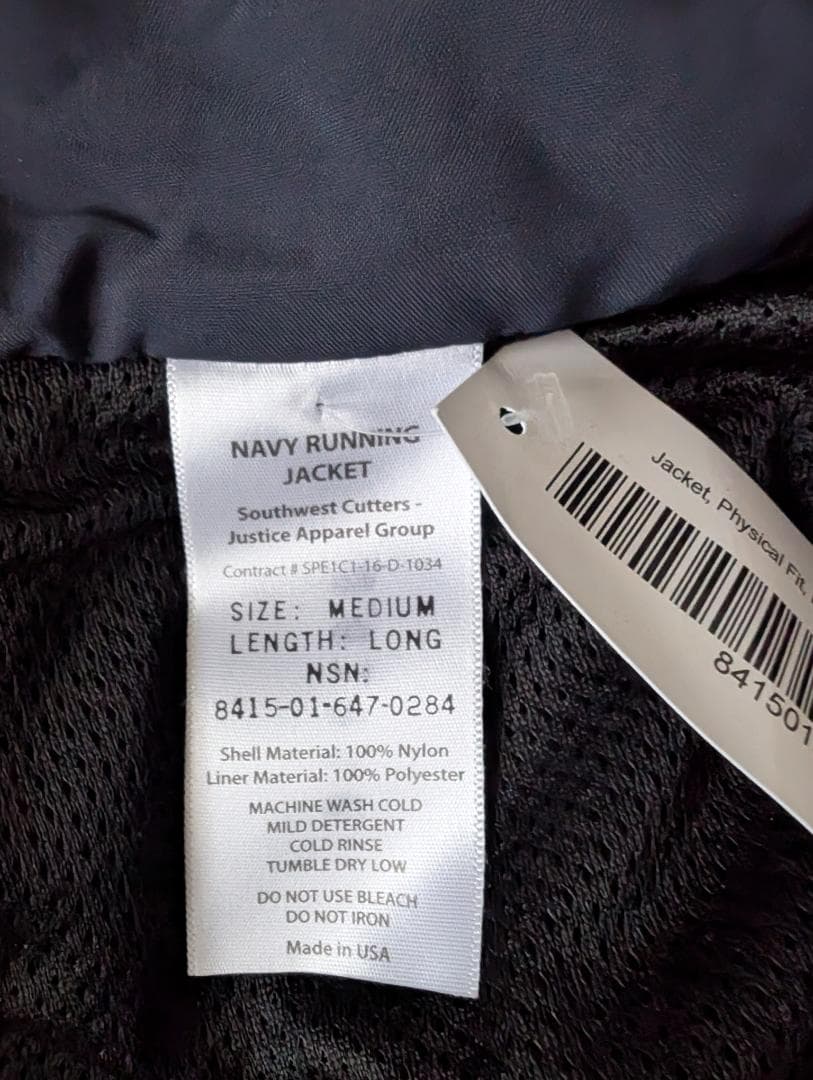 NAVY RUNNING
JACKET
Southwest Cutters -
Justice Apparel Group
Contract # SPE1C1-16-D-1034
SIZE: MEDIUM
LENGTH: LONG
NSN:
8415-01-647-0284
Shell Material: 100% Nylon
Liner Material: 100% Polyester
MACHINE WASH COLD
MILD DETERGENT
COLD RINSE
TUMBLE DRY LOW
DO NOT USE BLEACH
DO NOT IRON
Made in USA
Jacket, Physical Fit,
841501